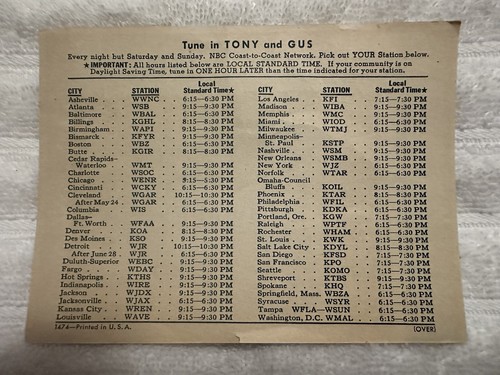 Tune in TONY and GUS
Every night but Saturday and Sunday. NBC Coast-to-Coast Network. Pick out YOUR Station below.
★IMPORTANT: All hours listed below are LOCAL STANDARD TIME. If your community is on
Daylight Saving Time, tune in ONE HOUR LATER than the time indicated for your station.
CITY STATION Local Standard Time★
Asheville . . WWNC . . 6:15—6:30 PM
Atlanta . . . WSB . . . 9:15—9:30 PM
Baltimore . . WBAL . . 6:15—6:30 PM
Billings . . . KGHL . . 8:15—8:30 PM
Birmingham . . WAPI . . 9:15—9:30 PM
Bismarck . . KFYR . . 9:15—9:30 PM
Boston . . . WBZ . . . 6:15—6:30 PM
Butte . . . . KGIR . . 8:15—8:30 PM
Cedar Rapids-
Waterloo . . WMT . . 9:15—9:30 PM
Charlotte . . WSOC . . 6:15—6:30 PM
Chicago . . . WENR . . 9:15—9:30 PM
Cincinnati . . WCKY . . 6:15—6:30 PM
Cleveland . . WGAR . . 10:15—10:30 PM
After May 24 WGAR . . 6:15—6:30 PM
Columbia . . WIS . . . 6:15—6:30 PM
Dallas-
Ft. Worth . . WFAA . . 9:15—9:30 PM
Denver . . . KOA . . . 8:15—8:30 PM
Des Moines . . KSO . . . 9:15—9:30 PM
Detroit . . . WJR . . 10:15—10:30 PM
After June 28 WJR . . 6:15—6:30 PM
Duluth-Superior WEBC . . 9:15—9:30 PM
Fargo . . . . WDAY . . 9:15—9:30 PM
Hot Springs . . KTHS . . 9:15—9:30 PM
Indianapolis . . WIRE . . 9:15—9:30 PM
Jackson . . . WJDX . . 9:15—9:30 PM
Jacksonville . . WJAX . . 6:15—6:30 PM
Kansas City . . WREN . . 9:15—9:30 PM
Louisville . . WAVE . . 9:15—9:30 PM
1474—Printed in U. S. A.
CITY STATION Local Standard Time★
Los Angeles . . KFI . . 7:15—7:30 PM
Madison . . . WIBA . . 9:15—9:30 PM
Memphis . . . WMC . . 9:15—9:30 PM
Miami . . . . WIOD . . 6:15—6:30 PM
Milwaukee . . WTMJ . . 9:15—9:30 PM
Minneapolis-
St. Paul . . KSTP . . 9:15—9:30 PM
Nashville . . WSM . . 9:15—9:30 PM
New Orleans . . WSMB . . 9:15—9:30 PM
New York . . WJZ . . 6:15—6:30 PM
Norfolk . . . WTAR . . 6:15—6:30 PM
Omaha-Council
Bluffs . . . KOIL . . 9:15—9:30 PM
Phoenix . . . KTAR . . 8:15—8:30 PM
Philadelphia . . WFIL . . 6:15—6:30 PM
Pittsburgh . . KDKA . . 6:15—6:30 PM
Portland, Ore. . KGW . . 7:15—7:30 PM
Raleigh . . . WPTF . . 6:15—6:30 PM
Rochester . . WHAM . . 6:15—6:30 PM
St. Louis . . KWK . . 9:15—9:30 PM
Salt Lake City . KDYL . . 8:15—8:30 PM
San Diego . . KFSD . . 7:15—7:30 PM
San Francisco . KPO . . 7:15—7:30 PM
Seattle . . . KOMO . . 7:15—7:30 PM
Shreveport . . KTBS . . 9:15—9:30 PM
Spokane . . . KHQ . . 7:15—7:30 PM
Springfield, Mass. WBZA . . 6:15—6:30 PM
Syracuse . . . WSYR . . 6:15—6:30 PM
Tampa WFLA—WSUN . . 6:15—6:30 PM
Washington, D.C. WMAL . . 6:15—6:30 PM
(OVER)